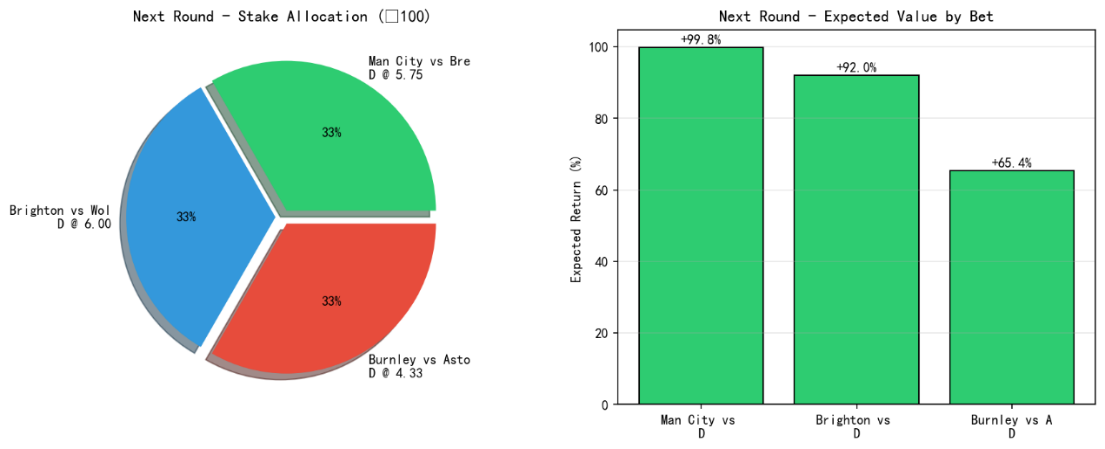 Next Round - Stake Allocation (□100)
Man City vs Bre
D @ 5.75
33%
Brighton vs Wol
D @ 6.00
33%
33%
Burnley vs Asto
D @ 4.33
Next Round - Expected Value by Bet
Expected Return (%)
100
80
60
40
20
0
+99.8%
+92.0%
+65.4%
Man City vs
D
Brighton vs
D
Burnley vs A
D